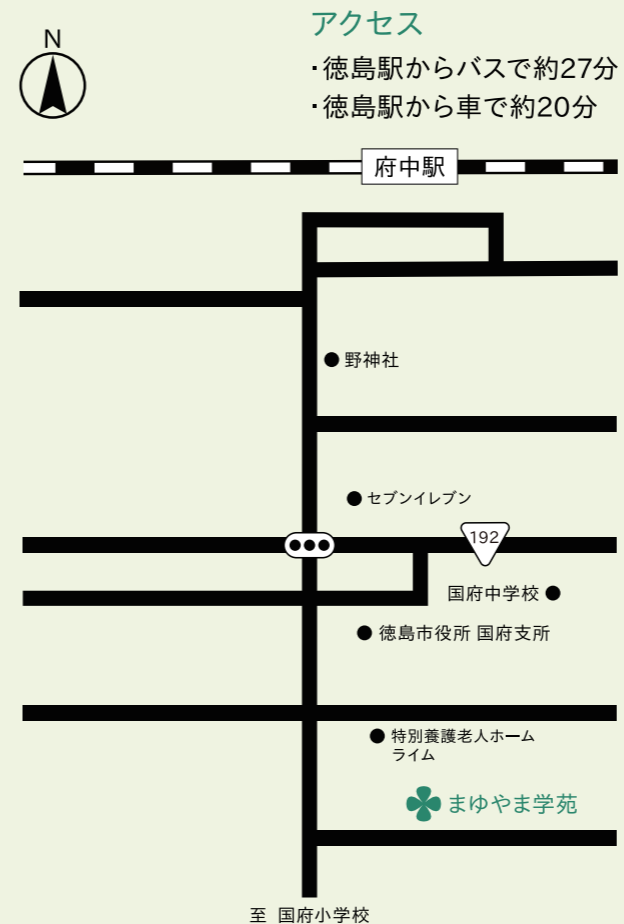 アクセス
・徳島駅からバスで約27分
・徳島駅から車で約20分
N
府中駅
野神社
セブンイレブン
192
国府中学校
徳島市役所 国府支所
特別養護老人ホーム
ライム
まゆやま学苑
至 国府小学校